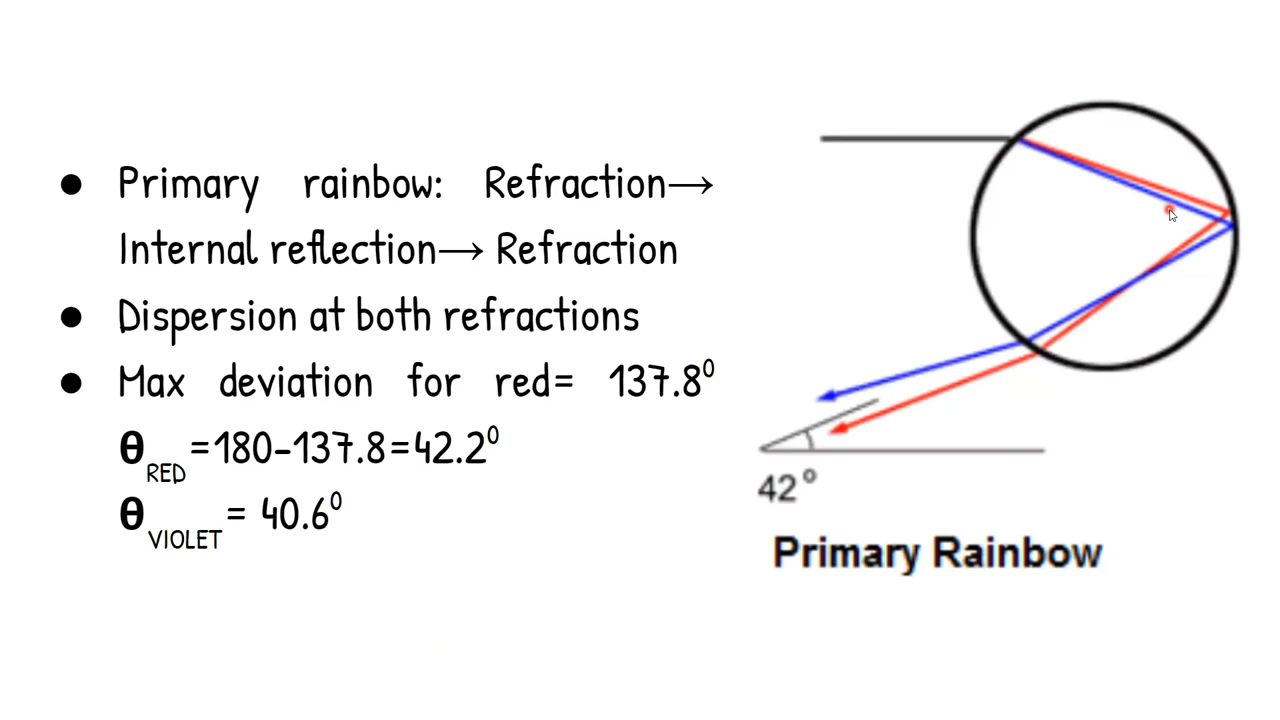 ● Primary rainbow: Refraction→
Internal reflection→ Refraction
● Dispersion at both refractions
● Max deviation for red= 137.8⁰
θRED =180-137.8=42.2⁰
θVIOLET = 40.6⁰
42°
Primary Rainbow